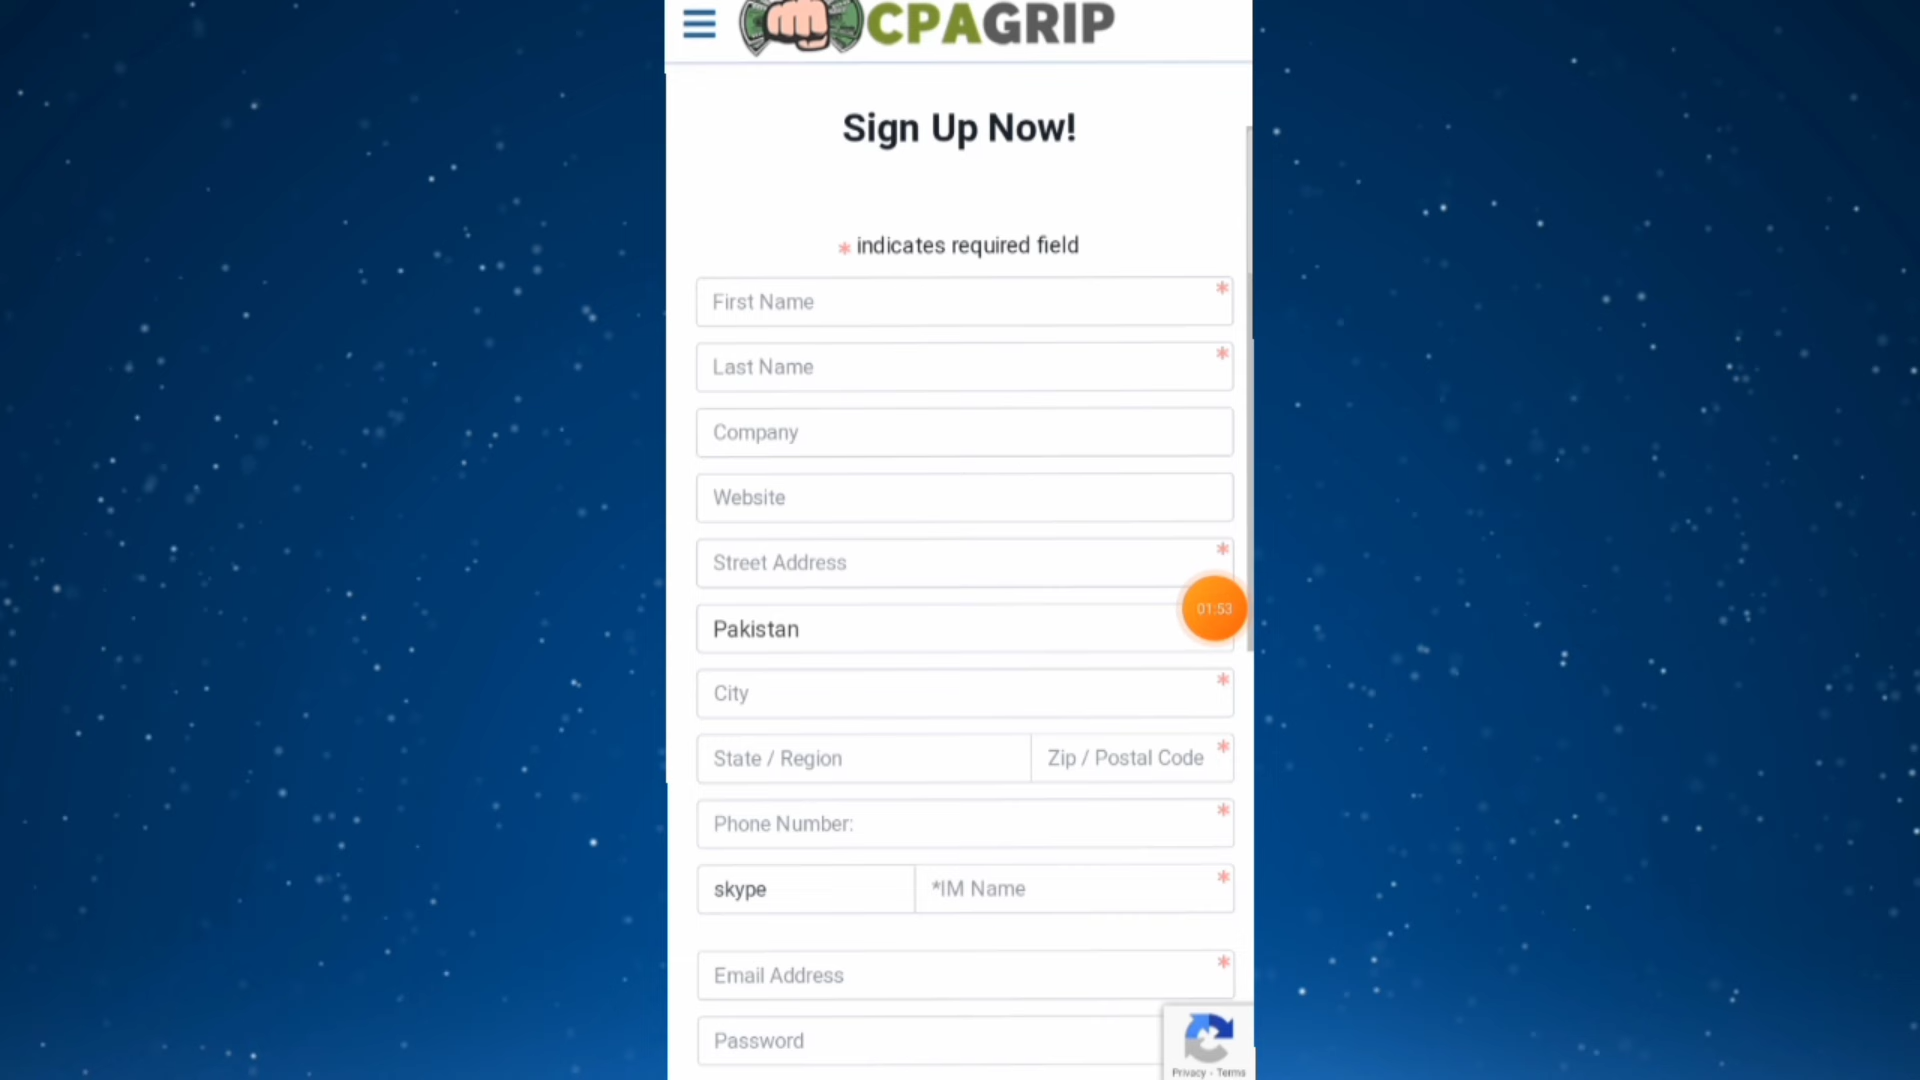 CPAGRIP
Sign Up Now!
* indicates required field
First Name *
Last Name *
Company
Website
Street Address *
01:53
Pakistan
City *
State / Region Zip / Postal Code *
Phone Number: *
skype *IM Name *
Email Address *
Password
Privacy - Terms